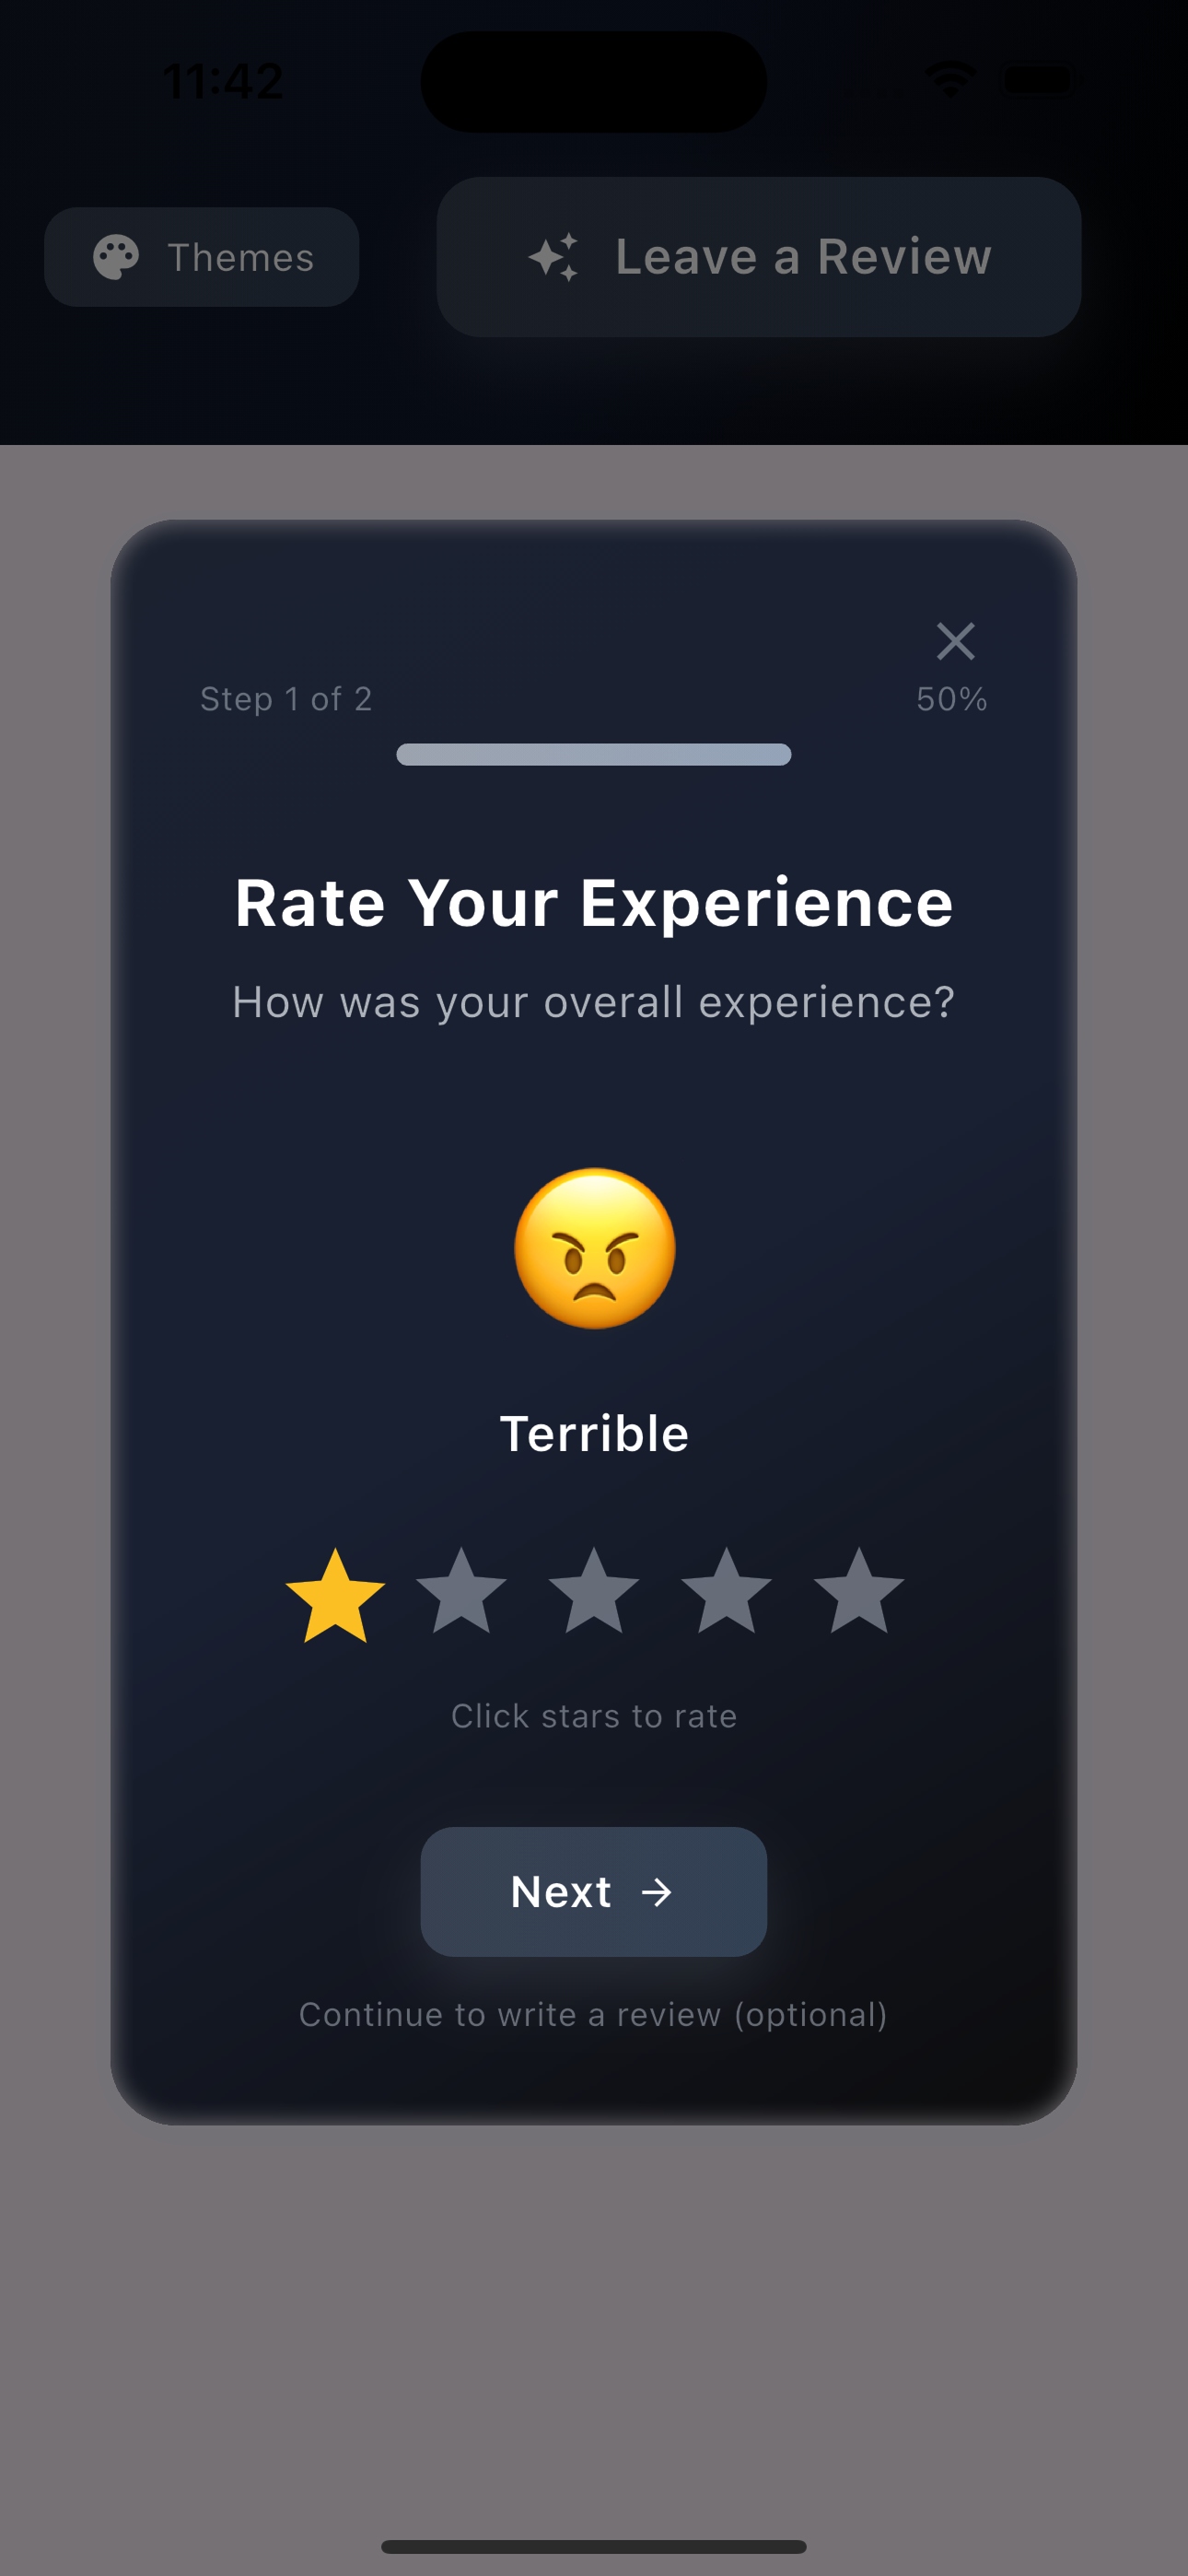 11:42
Themes
Leave a Review
Step 1 of 2
50%
Rate Your Experience
How was your overall experience?
Terrible
Click stars to rate
Next
Continue to write a review (optional)